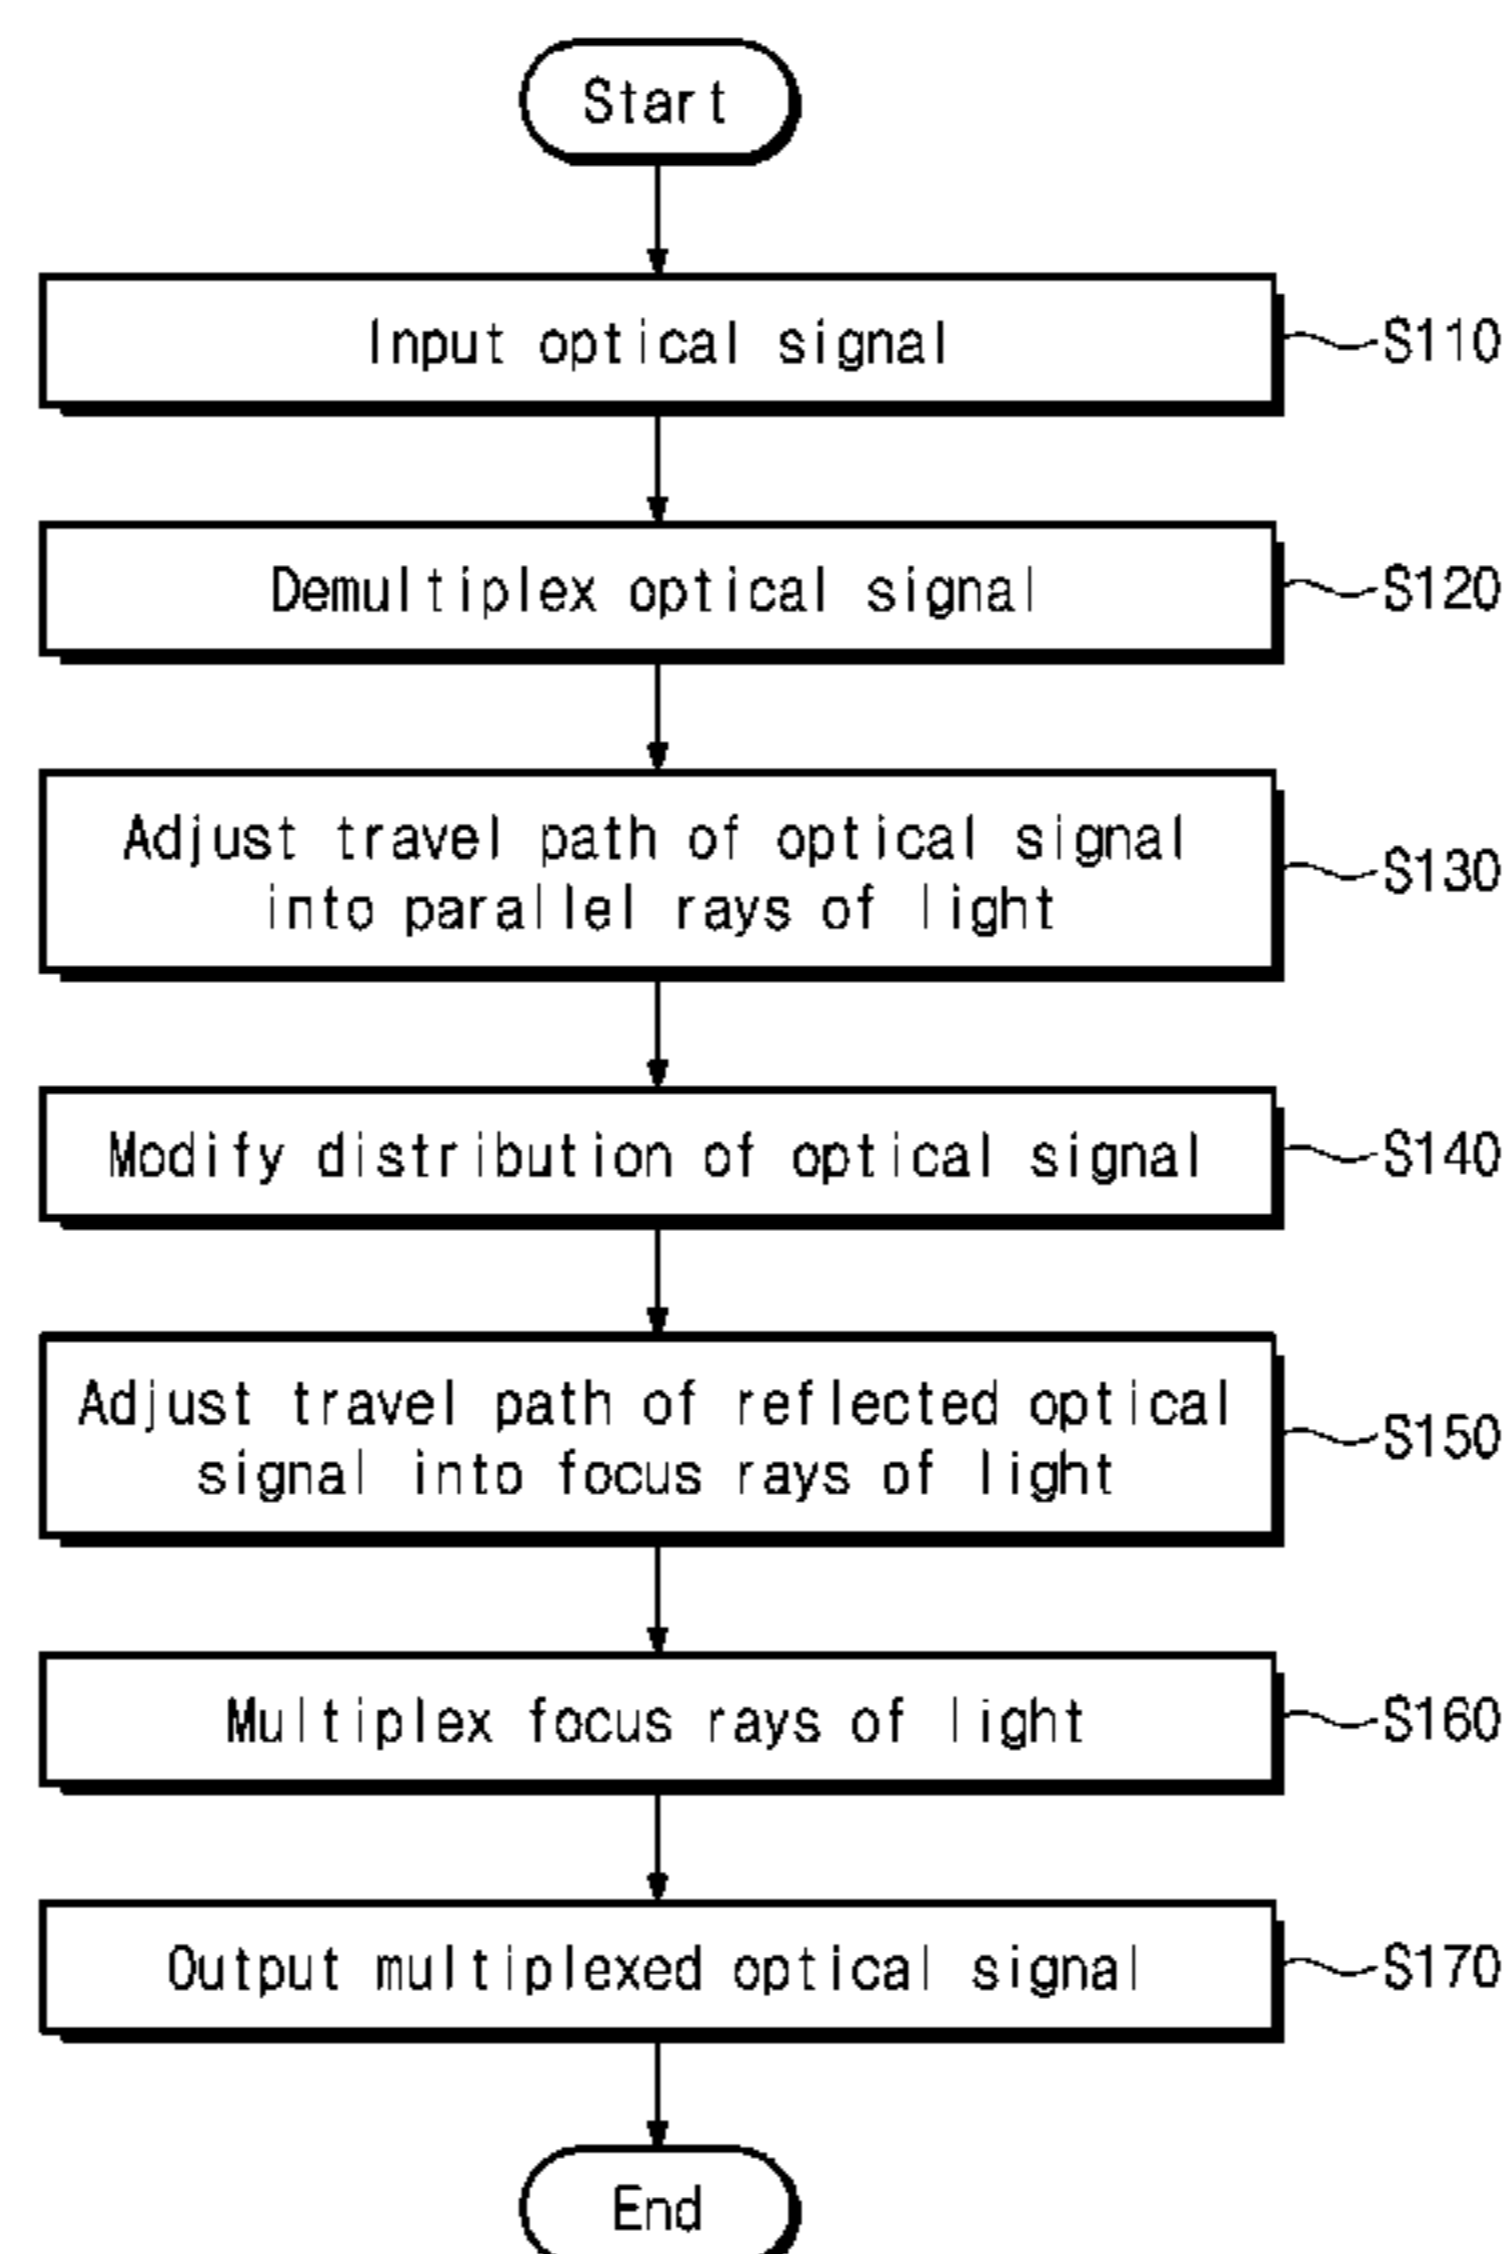 Start
Input optical signal
S110
Demultiplex optical signal
S120
Adjust travel path of optical signal
into parallel rays of light
S130
Modify distribution of optical signal
S140
Adjust travel path of reflected optical
signal into focus rays of light
S150
Multiplex focus rays of light
S160
Output multiplexed optical signal
S170
End